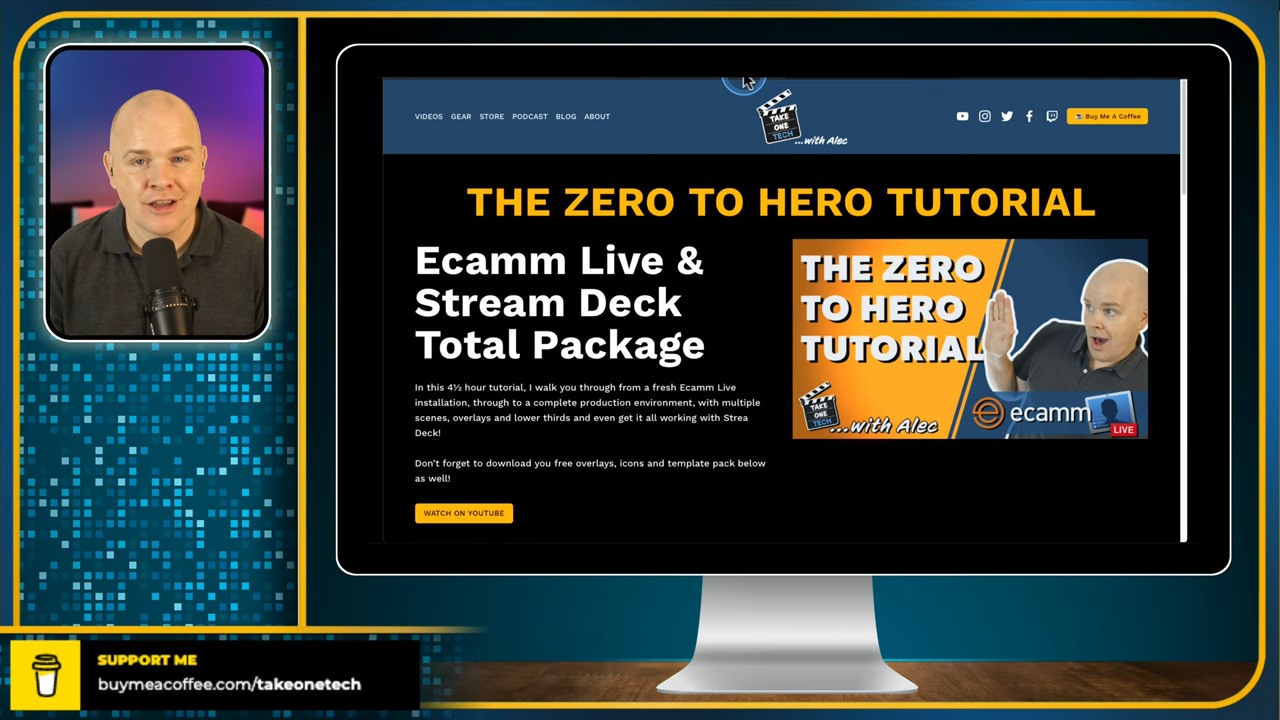 VIDEOS GEAR STORE PODCAST BLOG ABOUT
TAKE
ONE
TECH
...with Alec
Buy Me A Coffee
THE ZERO TO HERO TUTORIAL
Ecamm Live &
Stream Deck
Total Package
In this 4½ hour tutorial, I walk you through from a fresh Ecamm Live
installation, through to a complete production environment, with multiple
scenes, overlays and lower thirds and even get it all working with Strea
Deck!
Don't forget to download you free overlays, icons and template pack below
as well!
WATCH ON YOUTUBE
THE ZERO
TO HERO
TUTORIAL
TAKE
ONE
TECH
...with Alec
ecamm
LIVE
SUPPORT ME
buymeacoffee.com/takeonetech